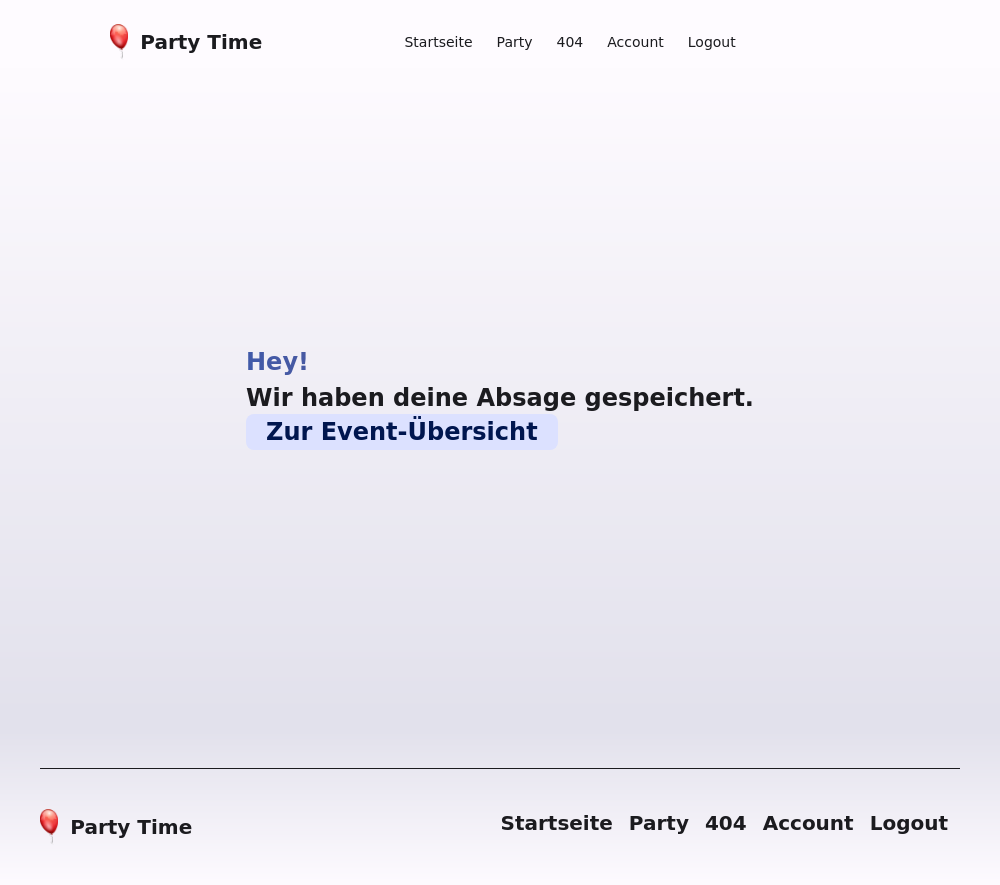 Party Time
Startseite Party 404 Account Logout
Hey!
Wir haben deine Absage gespeichert.
Zur Event-Übersicht
Party Time
Startseite Party 404 Account Logout